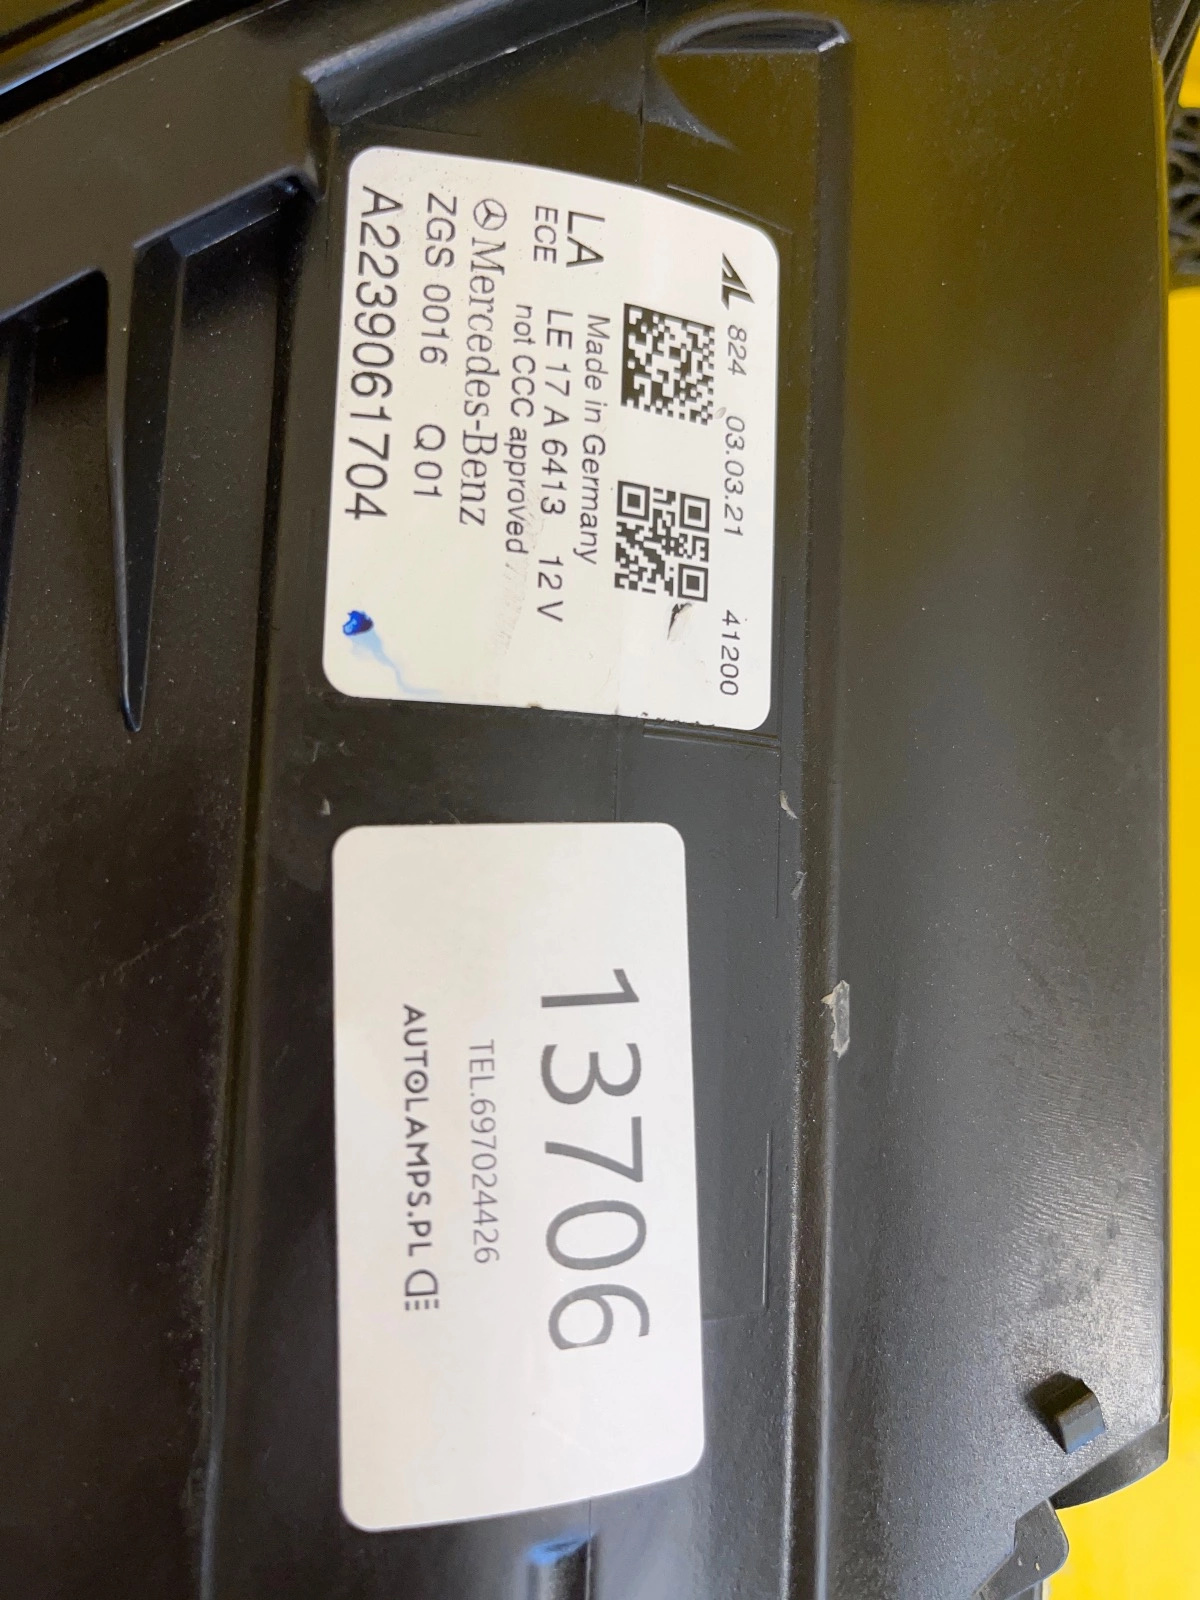 AL 824 03.03.21 41200
LA Made in Germany
ECE LE 17 A 6413 12 V
not CCC approved
Mercedes-Benz
ZGS 0016 Q01
A2239061704
13706
TEL.697024426
AUTOLAMPS.PL